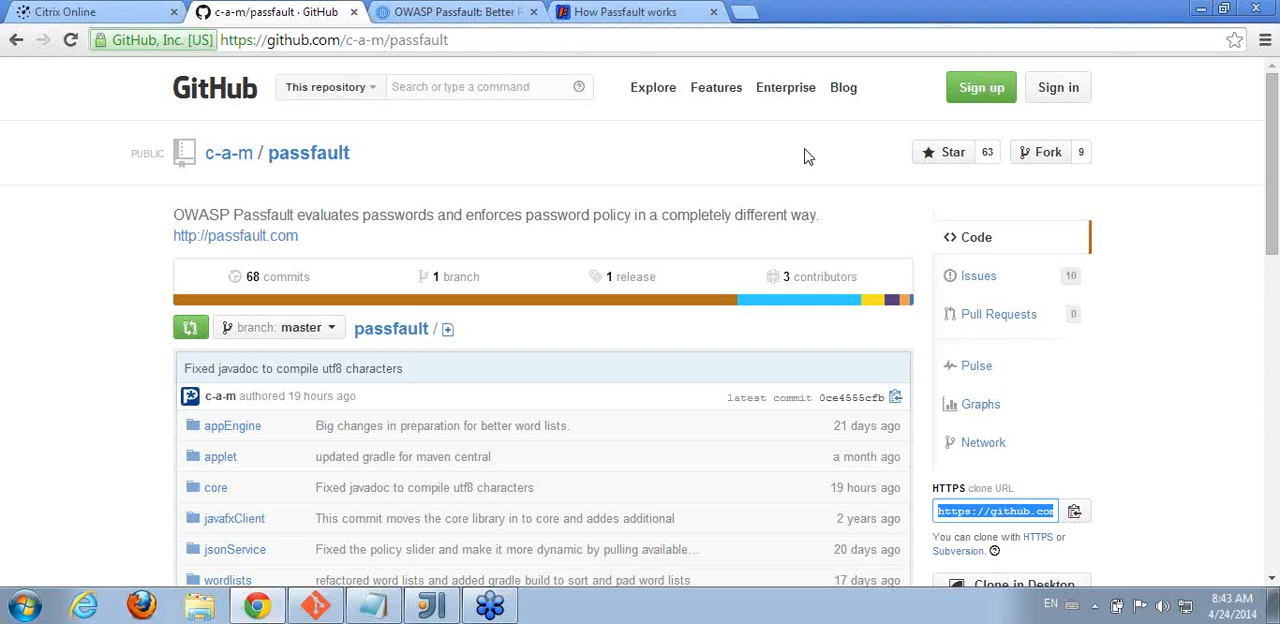 Citrix Online
c-a-m/passfault · GitHub
OWASP Passfault: Better P
How Passfault works
GitHub, Inc. [US]
https://github.com/c-a-m/passfault
GitHub
This repository
Search or type a command
Explore
Features
Enterprise
Blog
Sign up
Sign in
PUBLIC
c-a-m / passfault
Star
63
Fork
9
OWASP Passfault evaluates passwords and enforces password policy in a completely different way.
http://passfault.com
68 commits
1 branch
1 release
3 contributors
branch: master
passfault /
Fixed javadoc to compile utf8 characters
c-a-m authored 19 hours ago
latest commit 0ce4555cfb
appEngine
Big changes in preparation for better word lists.
21 days ago
applet
updated gradle for maven central
a month ago
core
Fixed javadoc to compile utf8 characters
19 hours ago
javafxClient
This commit moves the core library in to core and addes additional
2 years ago
jsonService
Fixed the policy slider and make it more dynamic by pulling available…
20 days ago
wordlists
refactored word lists and added gradle build to sort and pad word lists
17 days ago
Code
Issues
10
Pull Requests
0
Pulse
Graphs
Network
HTTPS clone URL
https://github.com
You can clone with HTTPS or
Subversion.
Clone in Desktop
EN
8:43 AM
4/24/2014